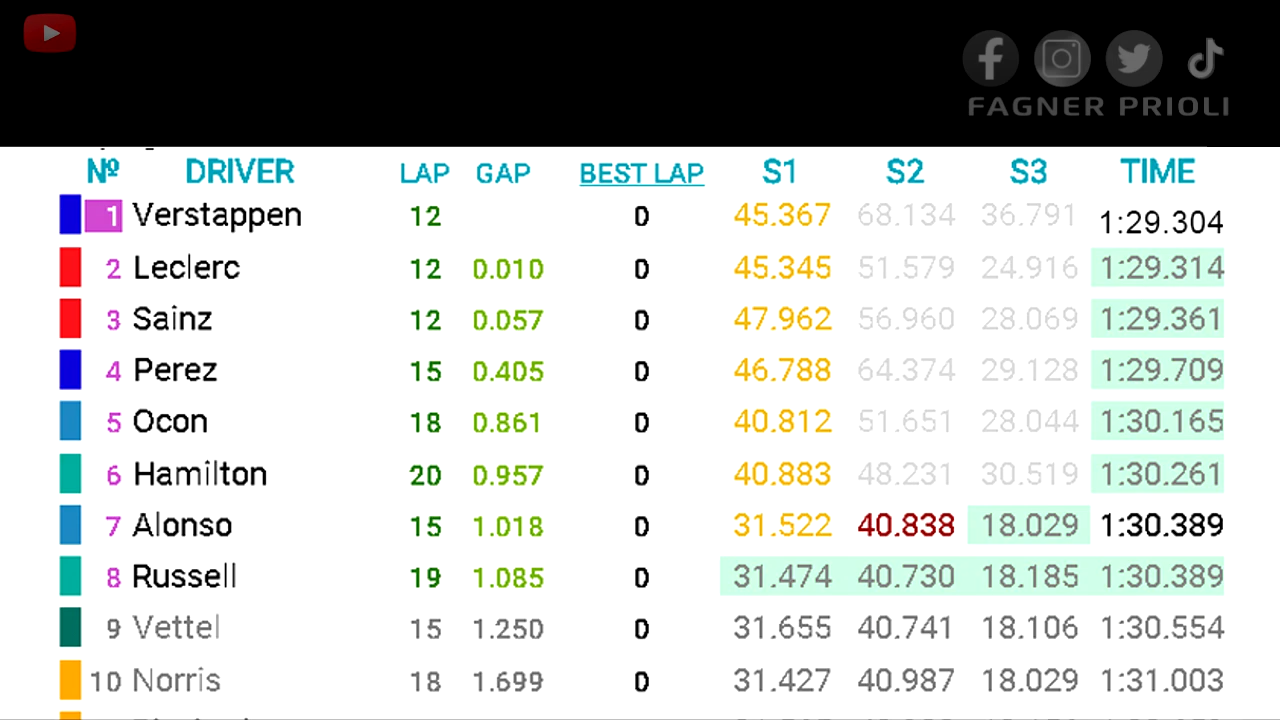 FAGNER PRIOLI
Nº DRIVER LAP GAP BEST LAP S1 S2 S3 TIME
1 Verstappen 12 0 45.367 68.134 36.791 1:29.304
2 Leclerc 12 0.010 0 45.345 51.579 24.916 1:29.314
3 Sainz 12 0.057 0 47.962 56.960 28.069 1:29.361
4 Perez 15 0.405 0 46.788 64.374 29.128 1:29.709
5 Ocon 18 0.861 0 40.812 51.651 28.044 1:30.165
6 Hamilton 20 0.957 0 40.883 48.231 30.519 1:30.261
7 Alonso 15 1.018 0 31.522 40.838 18.029 1:30.389
8 Russell 19 1.085 0 31.474 40.730 18.185 1:30.389
9 Vettel 15 1.250 0 31.655 40.741 18.106 1:30.554
10 Norris 18 1.699 0 31.427 40.987 18.029 1:31.003